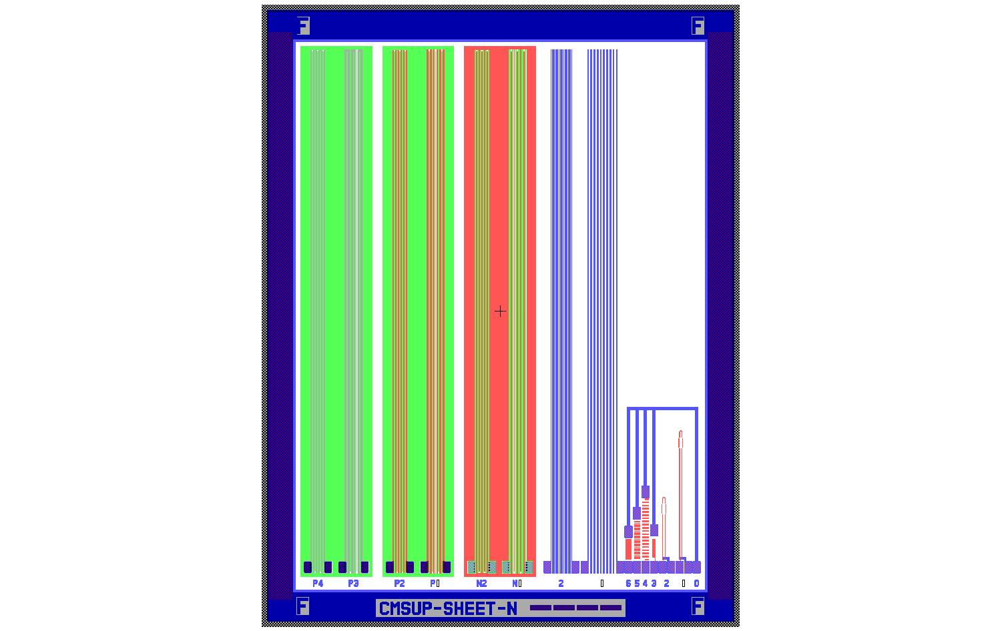 F F
P4 P3 P2 P▯ N2 N▯ 2 ▯ 6 5 4 3 2 ▯ 0
F CMSUP-SHEET-N F